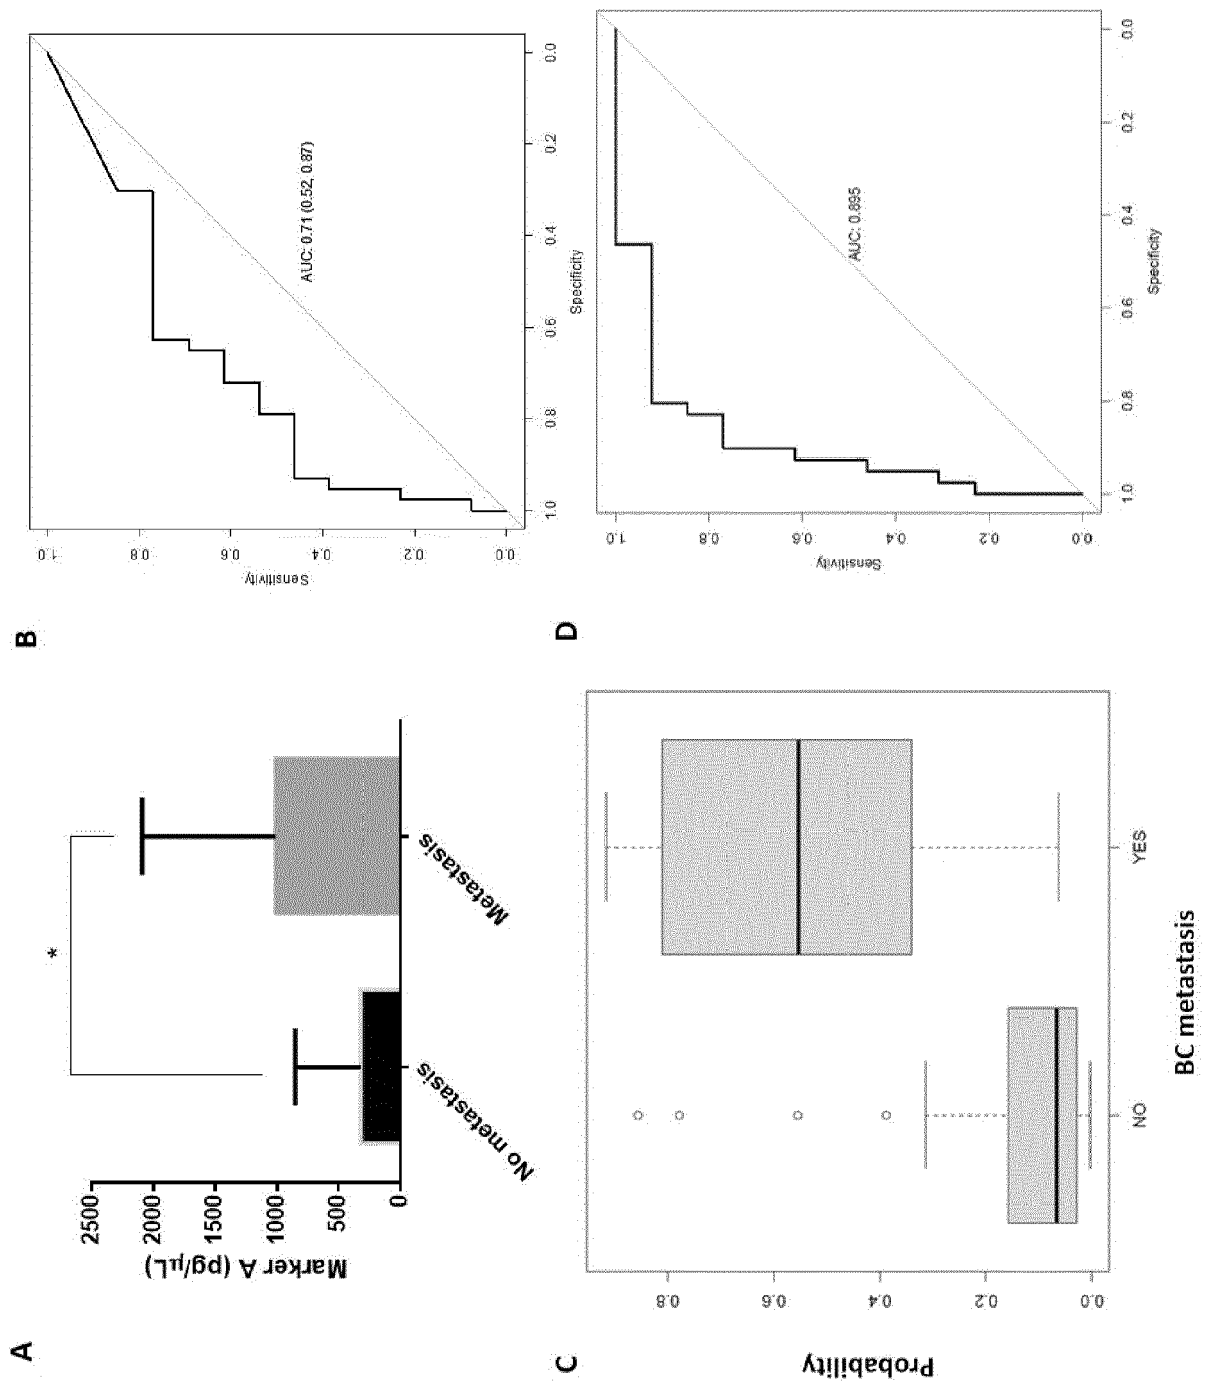 A
Marker A (pg/µL)
2500
2000
1500
1000
500
0
No metastasis
Metastasis
*
B
Sensitivity
1.0
0.8
0.6
0.4
0.2
0.0
AUC: 0.71 (0.52, 0.87)
1.0
0.8
0.6
0.4
0.2
0.0
Specificity
C
Probability
0.8
0.6
0.4
0.2
0.0
NO
YES
BC metastasis
D
Sensitivity
1.0
0.8
0.6
0.4
0.2
0.0
AUC: 0.895
1.0
0.8
0.6
0.4
0.2
0.0
Specificity